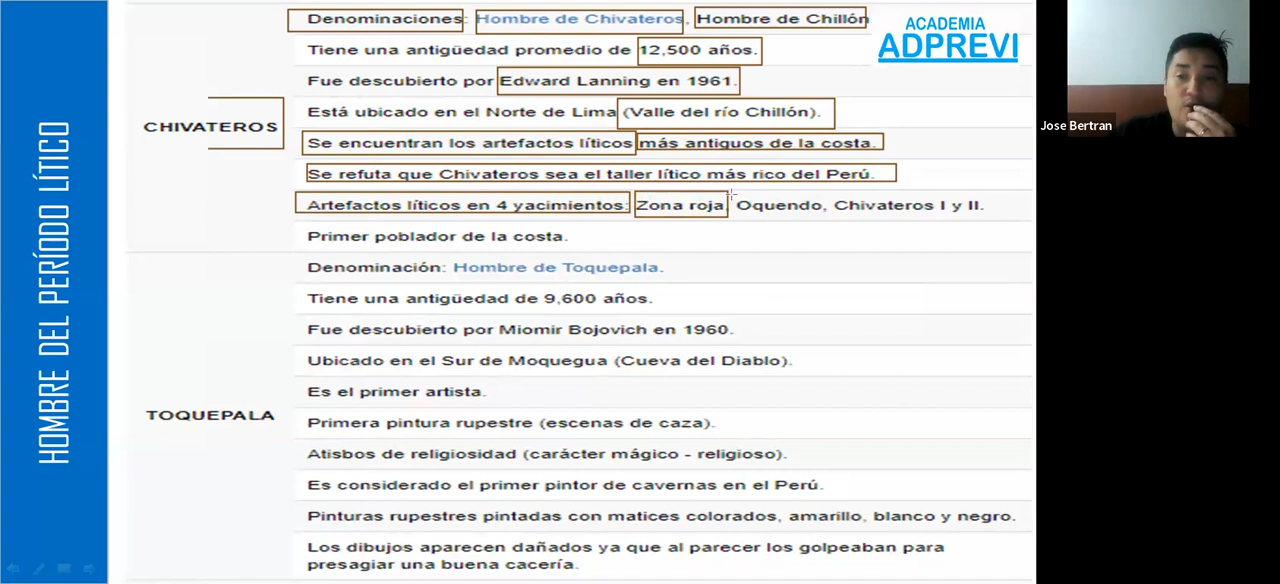 HOMBRE DEL PERÍODO LÍTICO
ACADEMIA
ADPREVI
CHIVATEROS
Denominaciones: Hombre de Chivateros, Hombre de Chillón
Tiene una antigüedad promedio de 12,500 años.
Fue descubierto por Edward Lanning en 1961.
Está ubicado en el Norte de Lima (Valle del río Chillón).
Se encuentran los artefactos líticos más antiguos de la costa.
Se refuta que Chivateros sea el taller lítico más rico del Perú.
Artefactos líticos en 4 yacimientos: Zona roja, Oquendo, Chivateros I y II.
Primer poblador de la costa.
TOQUEPALA
Denominación: Hombre de Toquepala.
Tiene una antigüedad de 9,600 años.
Fue descubierto por Miomir Bojovich en 1960.
Ubicado en el Sur de Moquegua (Cueva del Diablo).
Es el primer artista.
Primera pintura rupestre (escenas de caza).
Atisbos de religiosidad (carácter mágico - religioso).
Es considerado el primer pintor de cavernas en el Perú.
Pinturas rupestres pintadas con matices colorados, amarillo, blanco y negro.
Los dibujos aparecen dañados ya que al parecer los golpeaban para
presagiar una buena cacería.
Jose Bertran